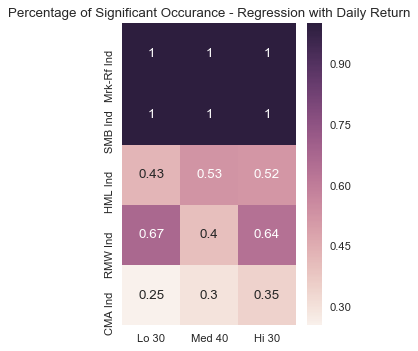 Percentage of Significant Occurance - Regression with Daily Return
Mrk-Rf Ind
1 1 1
0.90
SMB Ind
1 1 1
0.75
HML Ind
0.43 0.53 0.52
0.60
RMW Ind
0.67 0.4 0.64
0.45
CMA Ind
0.25 0.3 0.35
0.30
Lo 30 Med 40 Hi 30